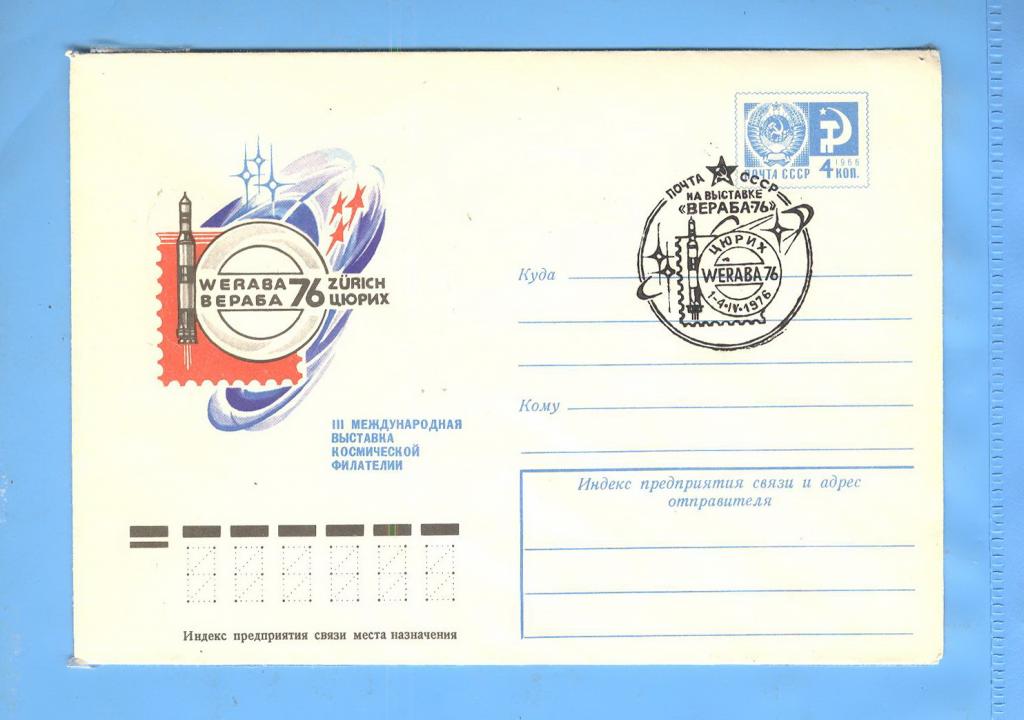 WERABA 76 ZÜRICH
ВЕРАБА ЦЮРИХ
III МЕЖДУНАРОДНАЯ
ВЫСТАВКА
КОСМИЧЕСКОЙ
ФИЛАТЕЛИИ
1966
ПОЧТА СССР 4 КОП.
ПОЧТА СССР
НА ВЫСТАВКЕ
«ВЕРАБА-76»
ЦЮРИХ
WERABA 76
1-4•IV•1976
Куда
Кому
Индекс предприятия связи и адрес
отправителя
Индекс предприятия связи места назначения